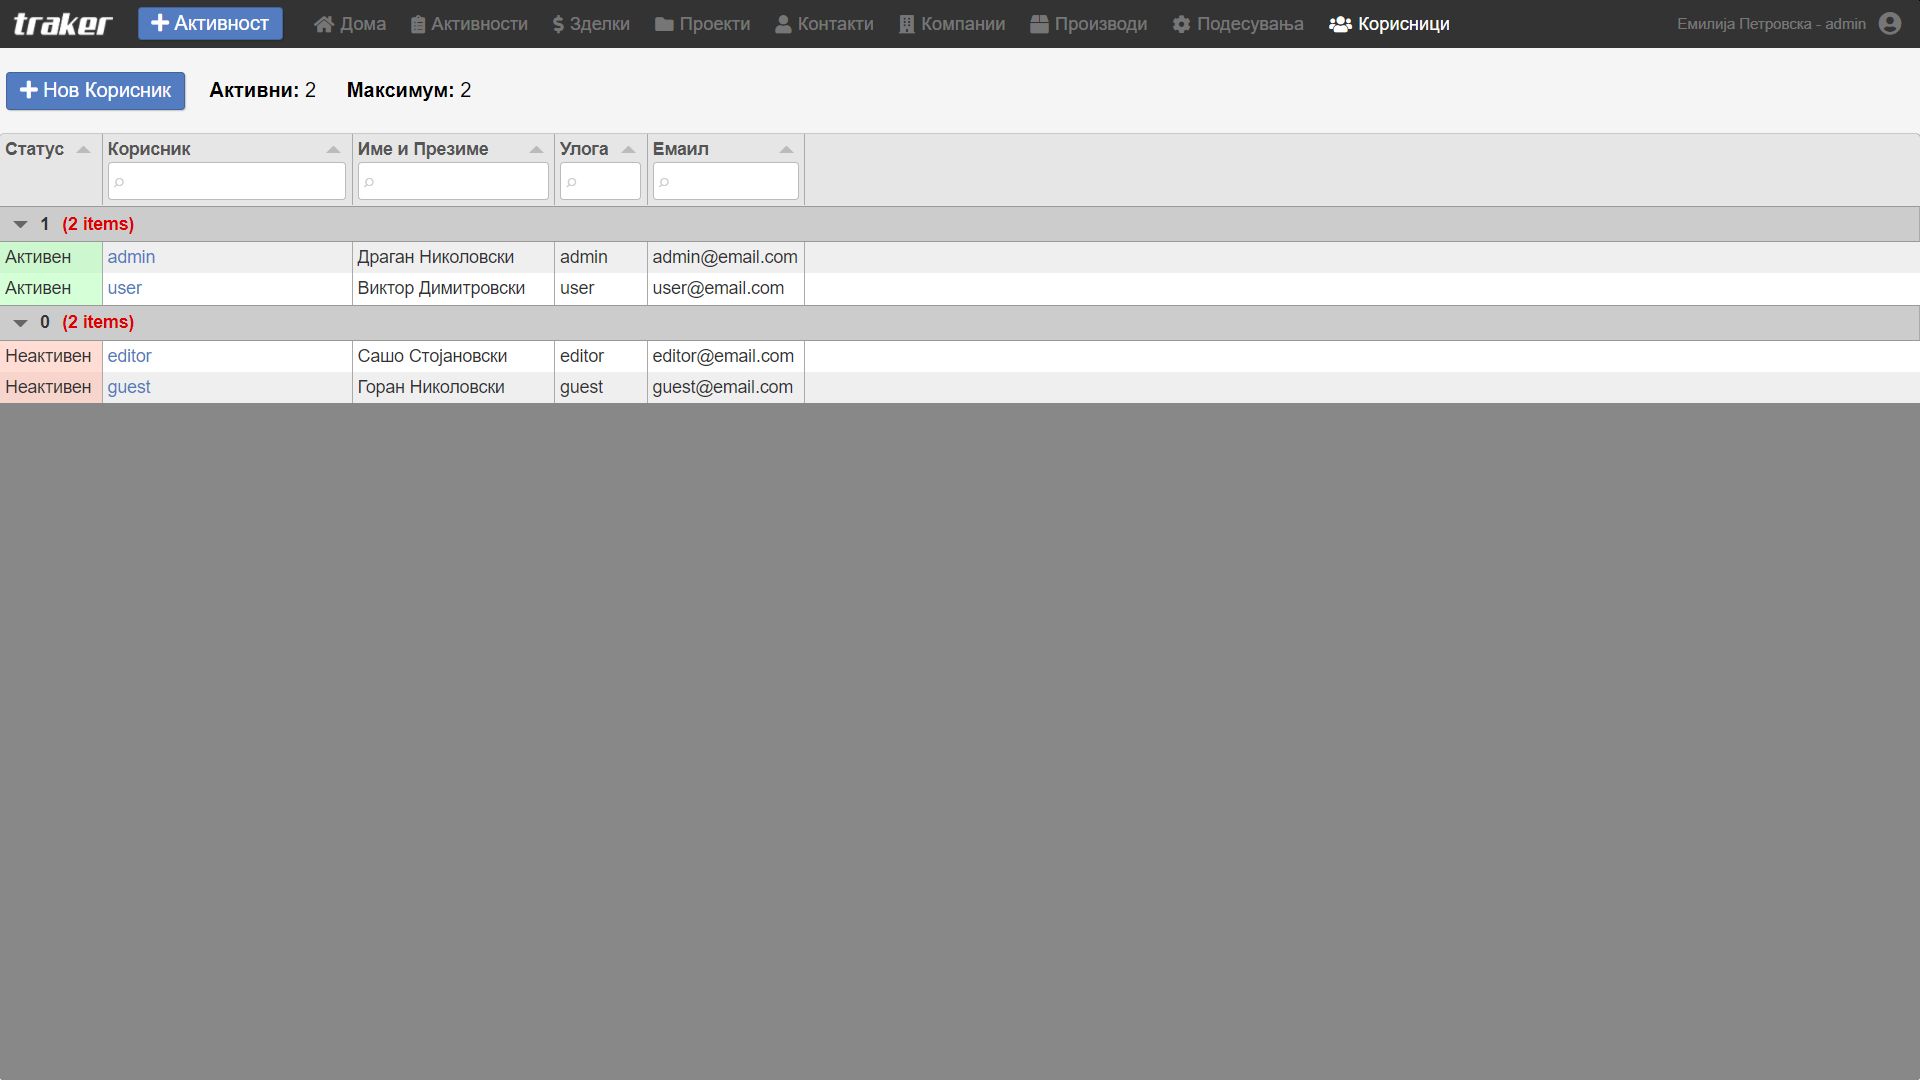 traker Активност Дома Активности Зделки Проекти Контакти Компании Производи Подесувања Корисници Емилија Петровска - admin
Нов Корисник Активни: 2 Максимум: 2
Статус Корисник Име и Презиме Улога Емаил
1 (2 items)
Активен admin Драган Николовски admin admin@email.com
Активен user Виктор Димитровски user user@email.com
0 (2 items)
Неактивен editor Сашо Стојановски editor editor@email.com
Неактивен guest Горан Николовски guest guest@email.com